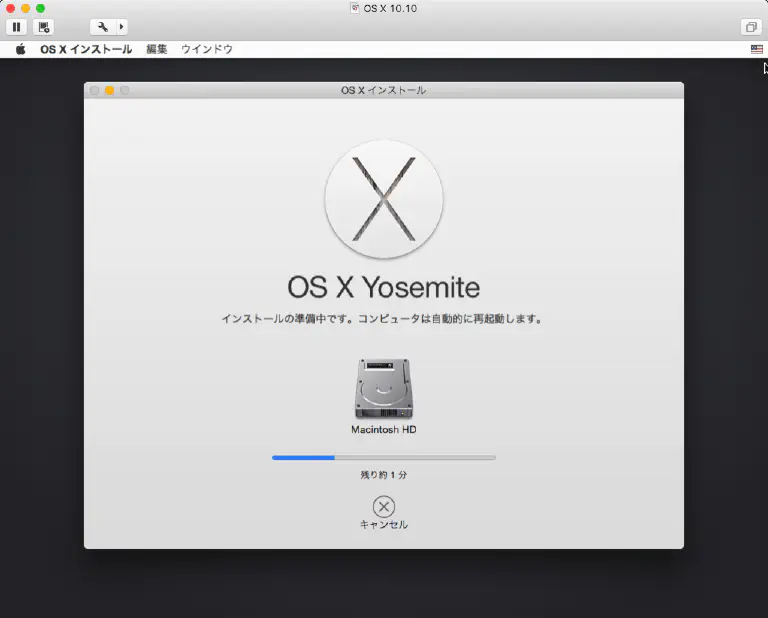 OS X 10.10
OS X インストール 編集 ウインドウ
OS X インストール
OS X Yosemite
インストールの準備中です。コンピュータは自動的に再起動します。
Macintosh HD
残り約 1 分
キャンセル